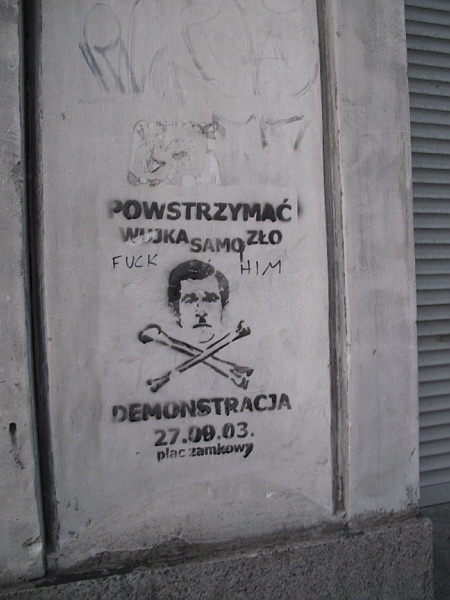 POWSTRZYMAĆ
WUJKA SAMO ZŁO
FUCK HIM
DEMONSTRACJA
27.09.03.
plac zamkowy